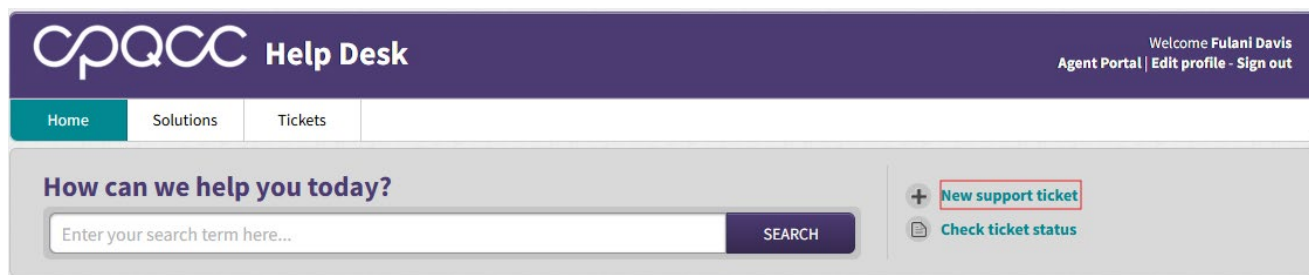 cpqcc Help Desk
Welcome Fulani Davis
Agent Portal | Edit profile - Sign out
Home Solutions Tickets
How can we help you today?
Enter your search term here... SEARCH
New support ticket
Check ticket status